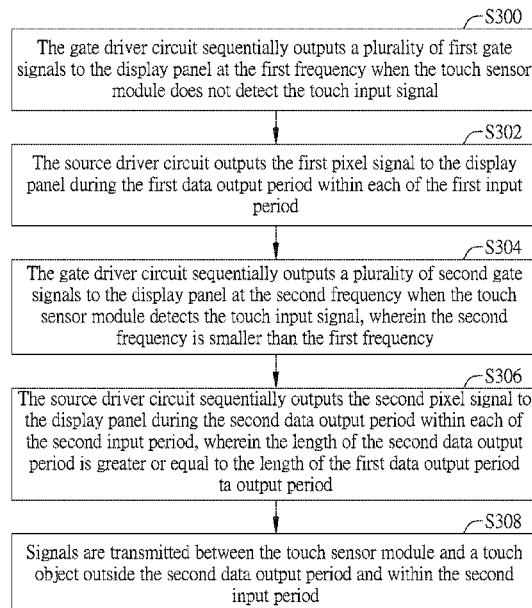 S300
The gate driver circuit sequentially outputs a plurality of first gate
signals to the display panel at the first frequency when the touch sensor
module does not detect the touch input signal
S302
The source driver circuit outputs the first pixel signal to the display
panel during the first data output period within each of the first input
period
S304
The gate driver circuit sequentially outputs a plurality of second gate
signals to the display panel at the second frequency when the touch
sensor module detects the touch input signal, wherein the second
frequency is smaller than the first frequency
S306
The source driver circuit sequentially outputs the second pixel signal to
the display panel during the second data output period within each of
the second input period, wherein the length of the second data output
period is greater or equal to the length of the first data output period
ta output period
S308
Signals are transmitted between the touch sensor module and a touch
object outside the second data output period and within the second
input period